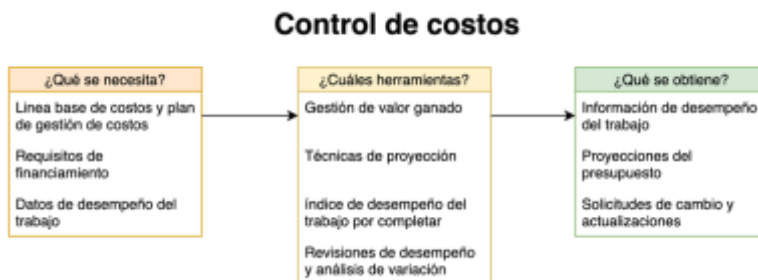 Control de costos
¿Qué se necesita?
Linea base de costos y plan
de gestión de costos
Requisitos de
financiamiento
Datos de desempeño del
trabajo
¿Cuáles herramientas?
Gestión de valor ganado
Técnicas de proyección
índice de desempeño del
trabajo por completar
Revisiones de desempeño
y análisis de variación
¿Qué se obtiene?
Información de desempeño
del trabajo
Proyecciones del
presupuesto
Solicitudes de cambio y
actualizaciones